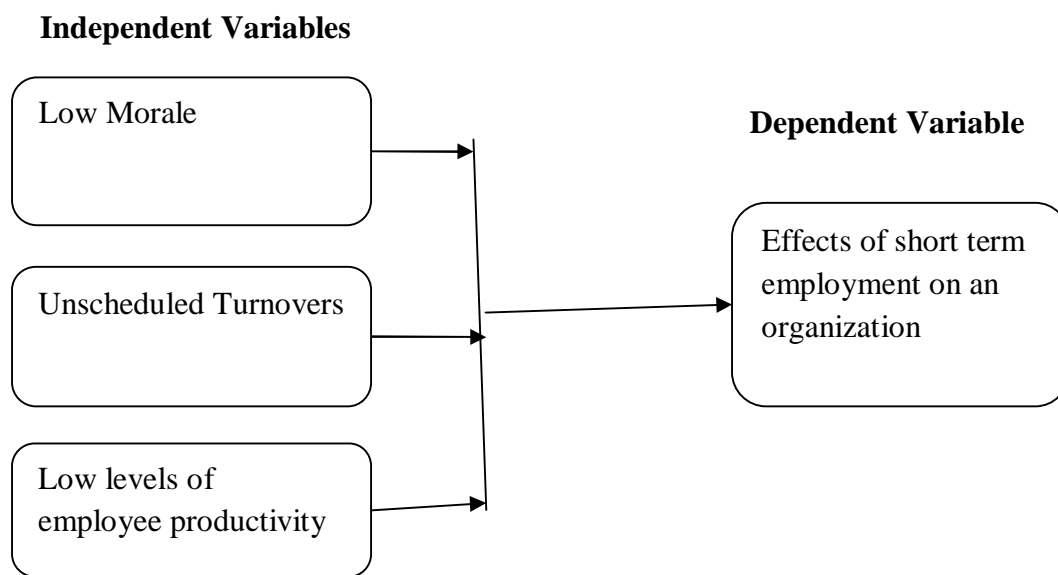 Independent Variables
Low Morale
Dependent Variable
Effects of short term
employment on an
organization
Unscheduled Turnovers
Low levels of
employee productivity